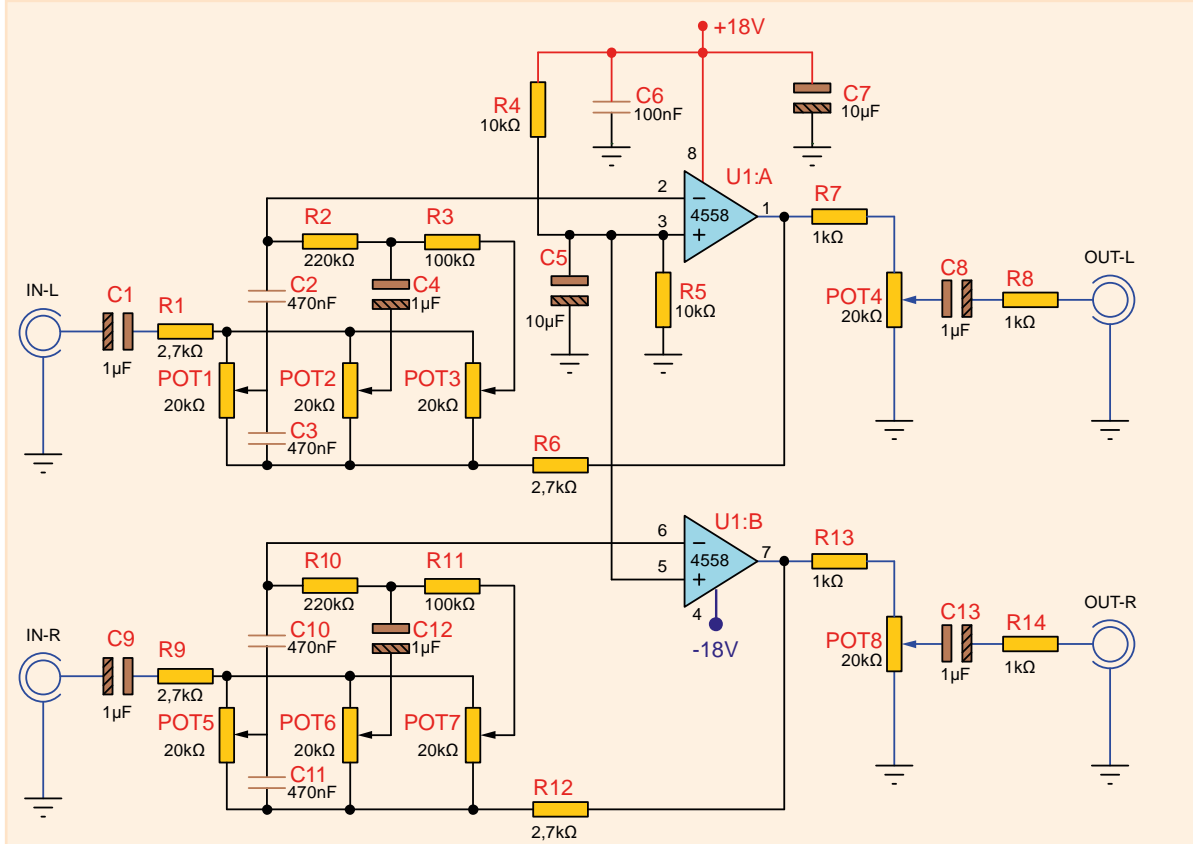 +18V
R4
10kΩ
C6
100nF
C7
10µF
8
U1:A
2
4558
3
1
R7
1kΩ
R2
220kΩ
R3
100kΩ
C2
470nF
C4
1µF
C5
10µF
R5
10kΩ
IN-L
C1
1µF
R1
2,7kΩ
POT1
20kΩ
POT2
20kΩ
POT3
20kΩ
C3
470nF
R6
2,7kΩ
POT4
20kΩ
C8
1µF
R8
1kΩ
OUT-L
U1:B
6
4558
5
7
4
-18V
R13
1kΩ
R10
220kΩ
R11
100kΩ
C10
470nF
C12
1µF
IN-R
C9
1µF
R9
2,7kΩ
POT5
20kΩ
POT6
20kΩ
POT7
20kΩ
C11
470nF
R12
2,7kΩ
POT8
20kΩ
C13
1µF
R14
1kΩ
OUT-R